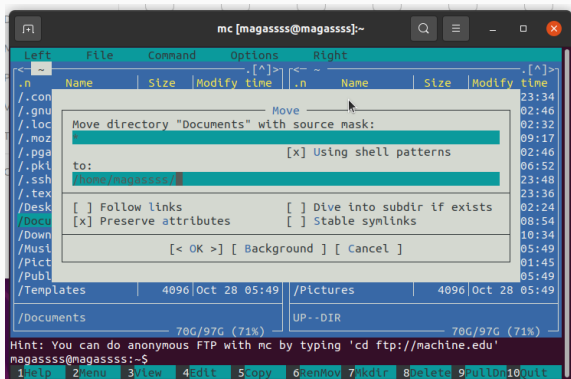 mc [magassss@magassss]:~
Left File Command Options Right
<- ~ .[^]> <- ~ .[^]>
.n Name Size Modify time .n Name Size Modify time
/.con 23:34
/.gnu 02:46
/.loc 02:32
/.moz 09:17
/.pga 02:46
/.pki 06:52
/.ssh 23:48
/.tex 23:36
/Desk 02:24
/Docu 08:54
/Down 10:34
/Musi 05:49
/Pict 01:45
/Publ 05:49
Move
Move directory "Documents" with source mask:
*
[x] Using shell patterns
to:
/home/magassss/
[ ] Follow links [ ] Dive into subdir if exists
[x] Preserve attributes [ ] Stable symlinks
[< OK >] [ Background ] [ Cancel ]
/Templates 4096 Oct 28 05:49 /Pictures 4096 Oct 28 05:49
/Documents UP--DIR
70G/97G (71%) 70G/97G (71%)
Hint: You can do anonymous FTP with mc by typing 'cd ftp://machine.edu'
magassss@magassss:~$
1Help 2Menu 3View 4Edit 5Copy 6RenMov 7Mkdir 8Delete 9PullDn 10Quit